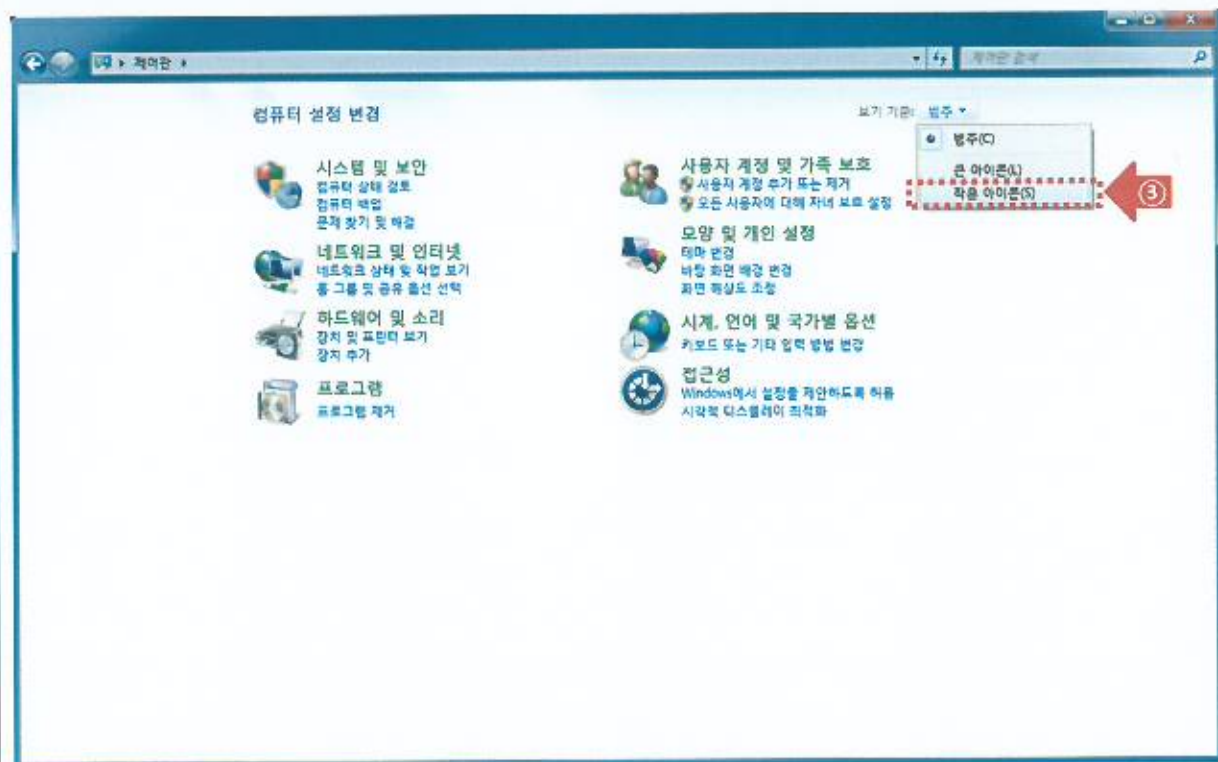 제어판
제어판 검색
컴퓨터 설정 변경
보기 기준: 범주
범주(C)
큰 아이콘(L)
작은 아이콘(S)
③
시스템 및 보안
컴퓨터 상태 검토
컴퓨터 백업
문제 찾기 및 해결
네트워크 및 인터넷
네트워크 상태 및 작업 보기
홈 그룹 및 공유 옵션 선택
하드웨어 및 소리
장치 및 프린터 보기
장치 추가
프로그램
프로그램 제거
사용자 계정 및 가족 보호
사용자 계정 추가 또는 제거
모든 사용자에 대해 자녀 보호 설정
모양 및 개인 설정
테마 변경
바탕 화면 배경 변경
화면 해상도 조정
시계, 언어 및 국가별 옵션
키보드 또는 기타 입력 방법 변경
접근성
Windows에서 설정을 제안하도록 허용
시각적 디스플레이 최적화